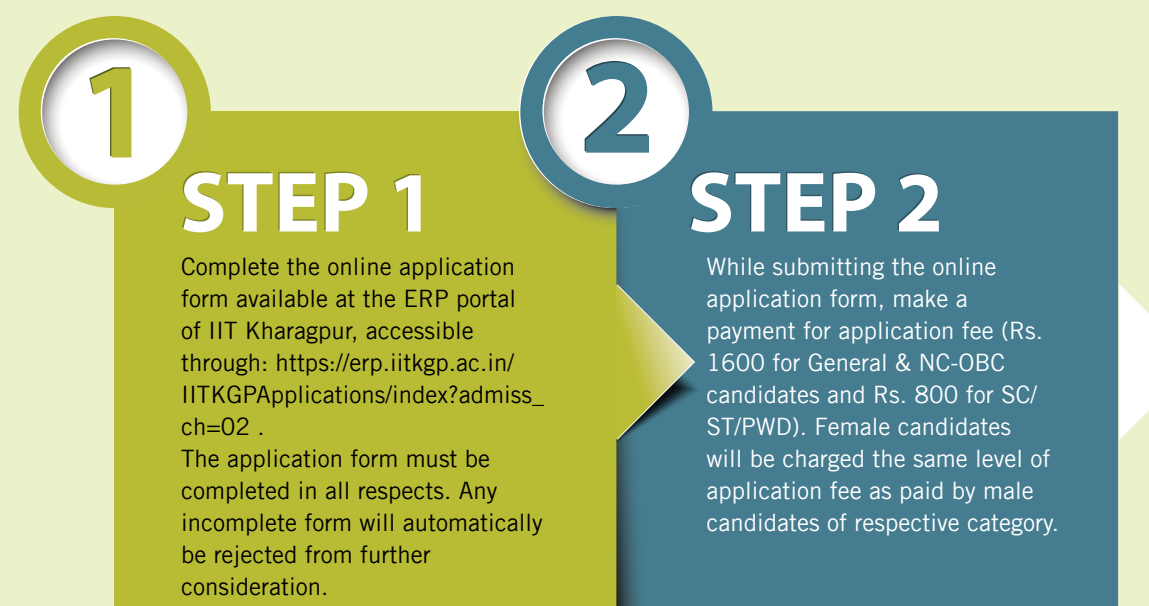 1
STEP 1
Complete the online application
form available at the ERP portal
of IIT Kharagpur, accessible
through: https://erp.iitkgp.ac.in/
IITKGPApplications/index?admiss_
ch=02 .
The application form must be
completed in all respects. Any
incomplete form will automatically
be rejected from further
consideration.
2
STEP 2
While submitting the online
application form, make a
payment for application fee (Rs.
1600 for General & NC-OBC
candidates and Rs. 800 for SC/
ST/PWD). Female candidates
will be charged the same level of
application fee as paid by male
candidates of respective category.